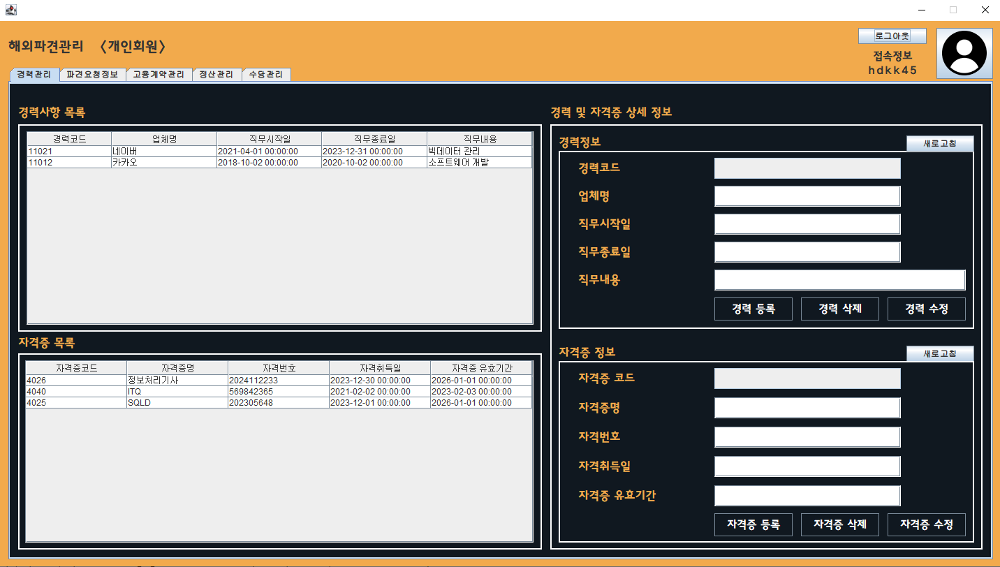 해외파견관리 〈개인회원〉
로그아웃
접속정보
hdkk45
경력관리 파견요청정보 고용계약관리 정산관리 수당관리
경력사항 목록
경력코드 업체명 직무시작일 직무종료일 직무내용
11021 네이버 2021-04-01 00:00:00 2023-12-31 00:00:00 빅데이터 관리
11012 카카오 2018-10-02 00:00:00 2020-10-02 00:00:00 소프트웨어 개발
자격증 목록
자격증코드 자격증명 자격번호 자격취득일 자격증 유효기간
4026 정보처리기사 2024112233 2023-12-30 00:00:00 2026-01-01 00:00:00
4040 ITQ 569842365 2021-02-02 00:00:00 2023-02-03 00:00:00
4025 SQLD 202305648 2023-12-01 00:00:00 2026-01-01 00:00:00
경력 및 자격증 상세 정보
경력정보 새로고침
경력코드
업체명
직무시작일
직무종료일
직무내용
경력 등록 경력 삭제 경력 수정
자격증 정보 새로고침
자격증 코드
자격증명
자격번호
자격취득일
자격증 유효기간
자격증 등록 자격증 삭제 자격증 수정